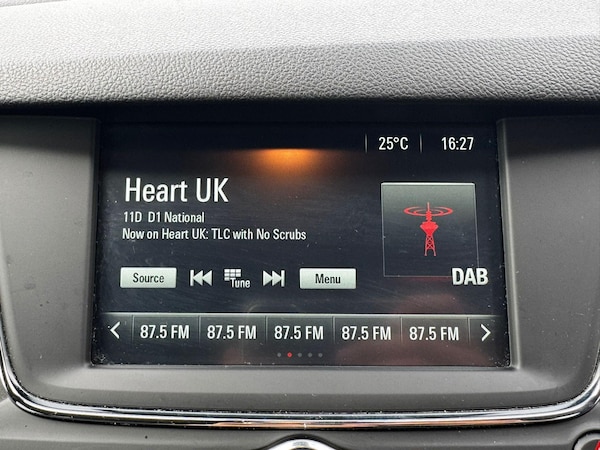 25°C 16:27
Heart UK
11D D1 National
Now on Heart UK: TLC with No Scrubs
DAB
Source Tune Menu
87.5 FM 87.5 FM 87.5 FM 87.5 FM 87.5 FM